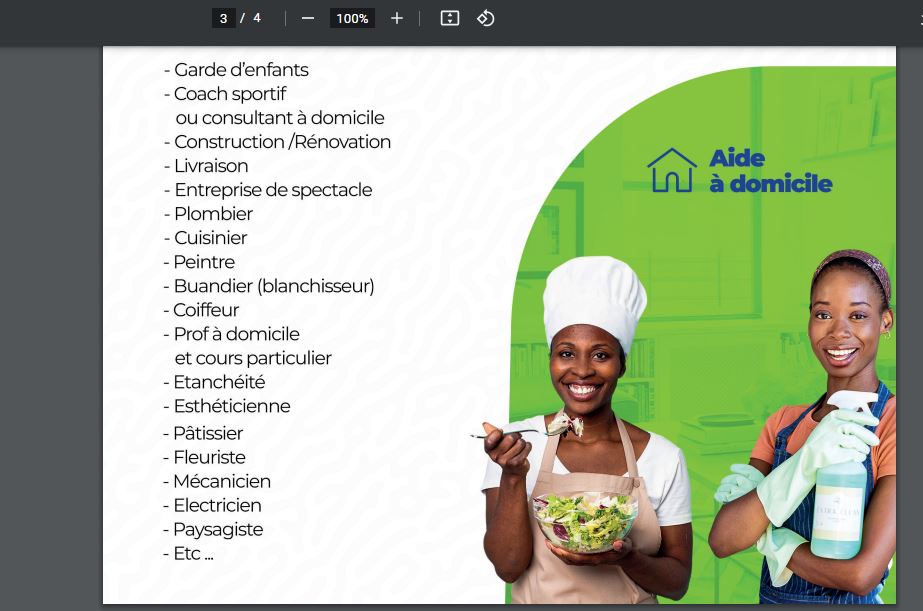 3 / 4
100%
- Garde d’enfants
- Coach sportif
ou consultant à domicile
- Construction /Rénovation
- Livraison
- Entreprise de spectacle
- Plombier
- Cuisinier
- Peintre
- Buandier (blanchisseur)
- Coiffeur
- Prof à domicile
et cours particulier
- Etanchéité
- Esthéticienne
- Pâtissier
- Fleuriste
- Mécanicien
- Electricien
- Paysagiste
- Etc ...
Aide
à domicile